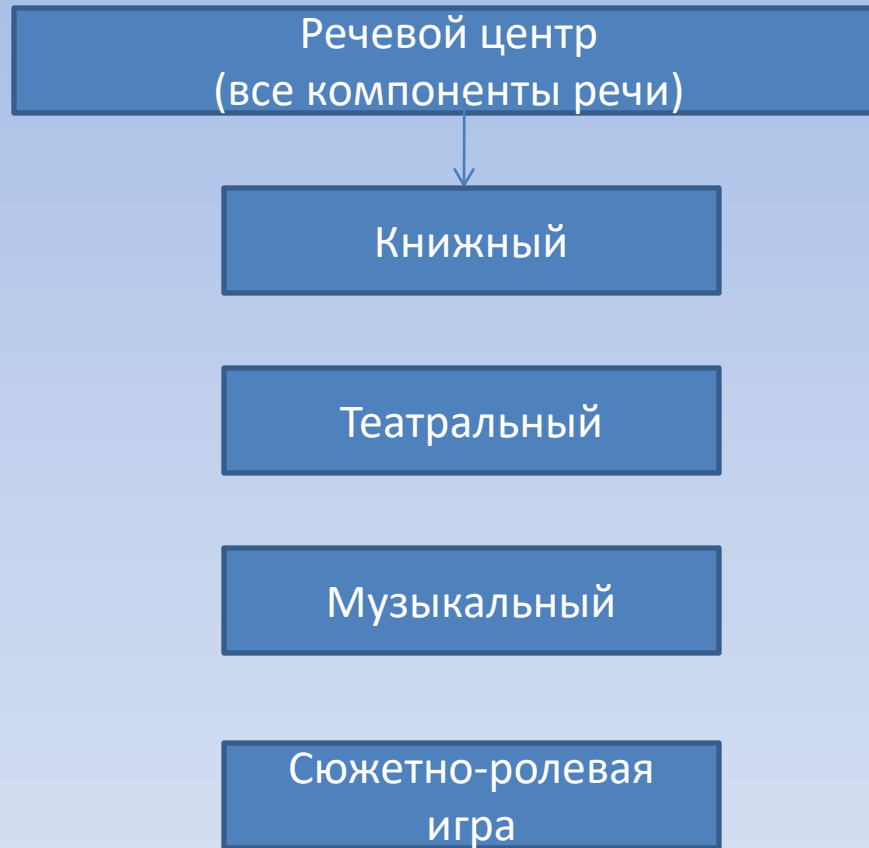 Речевой центр
(все компоненты речи)
Книжный
Театральный
Музыкальный
Сюжетно-ролевая
игра